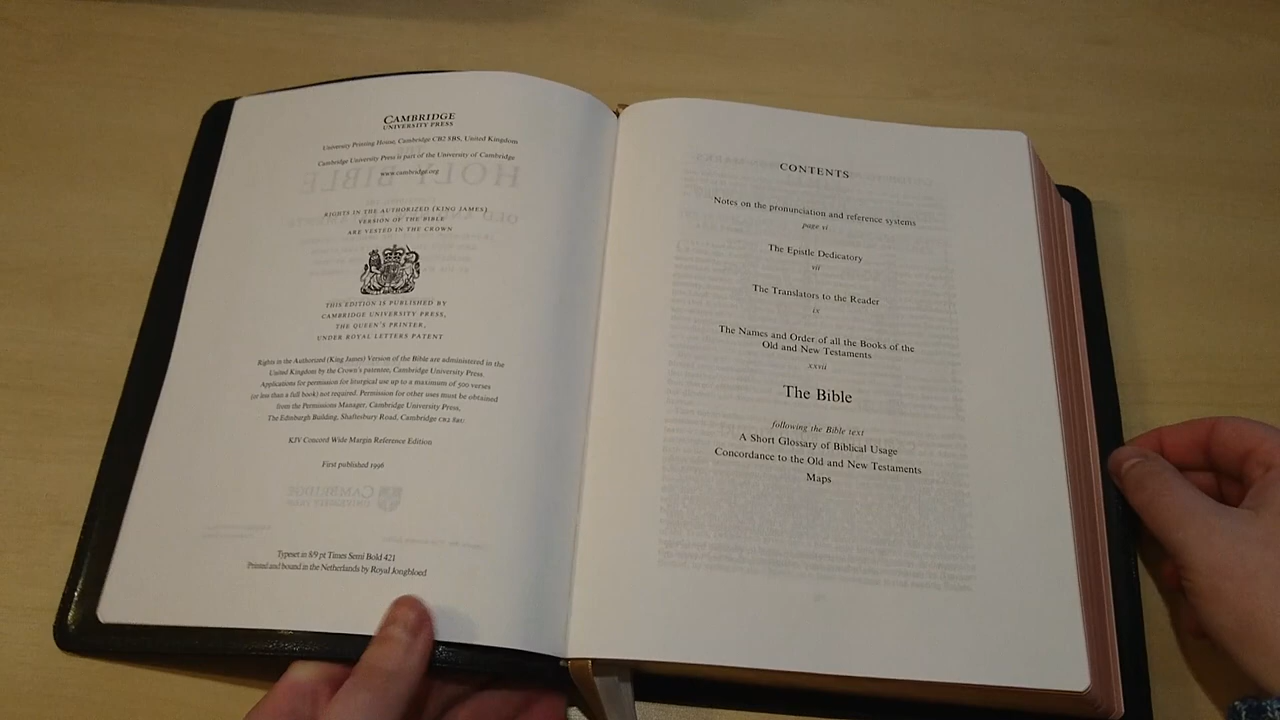 CAMBRIDGE
UNIVERSITY PRESS
University Printing House, Cambridge CB2 8BS, United Kingdom
Cambridge University Press is part of the University of Cambridge
www.cambridge.org
RIGHTS IN THE AUTHORIZED (KING JAMES)
VERSION OF THE BIBLE
ARE VESTED IN THE CROWN
THIS EDITION IS PUBLISHED BY
CAMBRIDGE UNIVERSITY PRESS,
THE QUEEN'S PRINTER,
UNDER ROYAL LETTERS PATENT
Rights in the Authorized (King James) Version of the Bible are administered in the
United Kingdom by the Crown's patentee, Cambridge University Press.
Applications for permission for liturgical use up to a maximum of 500 verses
(or less than a full book) not required. Permission for other uses must be obtained
from the Permissions Manager, Cambridge University Press,
The Edinburgh Building, Shaftesbury Road, Cambridge CB2 8RU
KJV Concord Wide Margin Reference Edition
First published 1996
Typeset in 8/9 pt Times Semi Bold 421
Printed and bound in the Netherlands by Royal Jongbloed
CONTENTS
Notes on the pronunciation and reference systems
page vi
The Epistle Dedicatory
vii
The Translators to the Reader
ix
The Names and Order of all the Books of the
Old and New Testaments
xxvii
The Bible
following the Bible text
A Short Glossary of Biblical Usage
Concordance to the Old and New Testaments
Maps